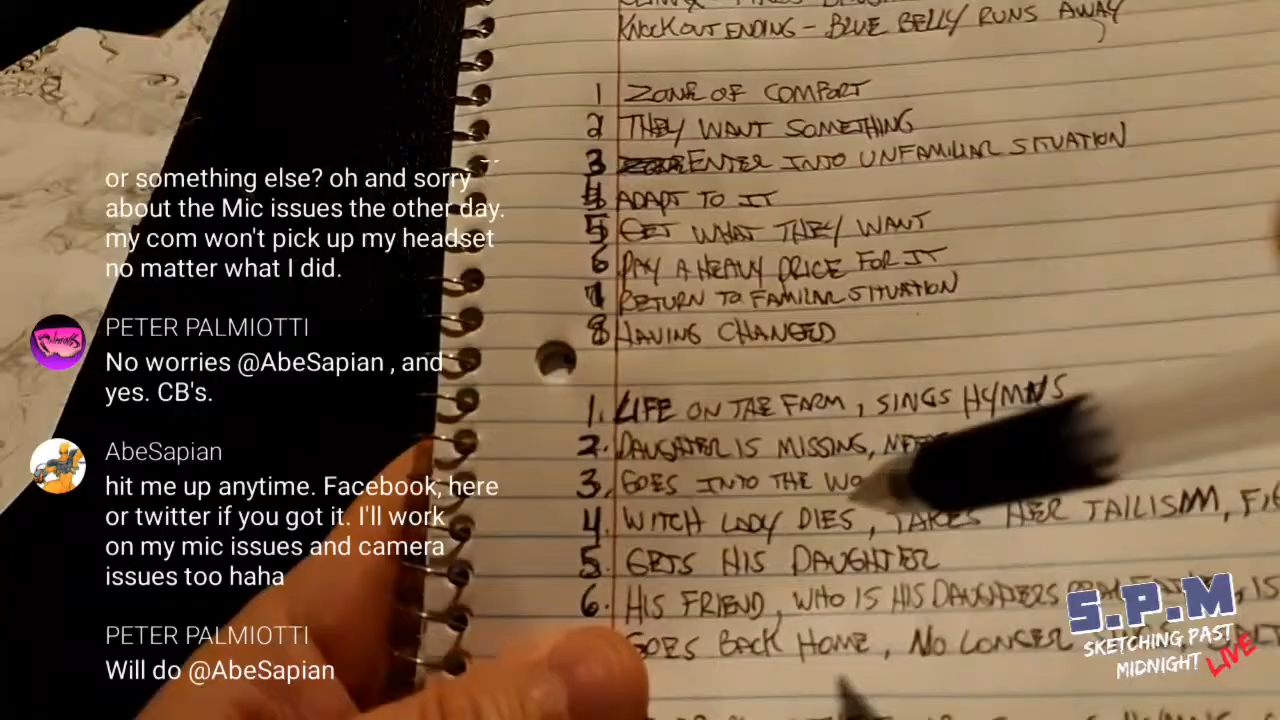 or something else? oh and sorry
about the Mic issues the other day.
my com won't pick up my headset
no matter what I did.
PETER PALMIOTTI
No worries @AbeSapian , and
yes. CB's.
AbeSapian
hit me up anytime. Facebook, here
or twitter if you got it. I'll work
on my mic issues and camera
issues too haha
PETER PALMIOTTI
Will do @AbeSapian
KNOCKOUT ENDING - BLUE BELLY RUNS AWAY
1 ZONE OF COMFORT
2 THEY WANT SOMETHING
3 ENTER INTO UNFAMILIAR SITUATION
4 ADAPT TO IT
5 GET WHAT THEY WANT
6 PAY A HEAVY PRICE FOR IT
7 RETURN TO FAMILIAR SITUATION
8 HAVING CHANGED
1. LIFE ON THE FARM, SINGS HYMNS
2. DAUGHTER IS MISSING,
3. GOES INTO THE
4. WITCH LADY DIES, TAKES HER TAILISIM,
5. GETS HIS DAUGHTER
6. HIS FRIEND, WHO IS HIS DAUGHTERS
GOES BACK HOME, NO LONGER
S.P.M
SKETCHING PAST
MIDNIGHT LIVE